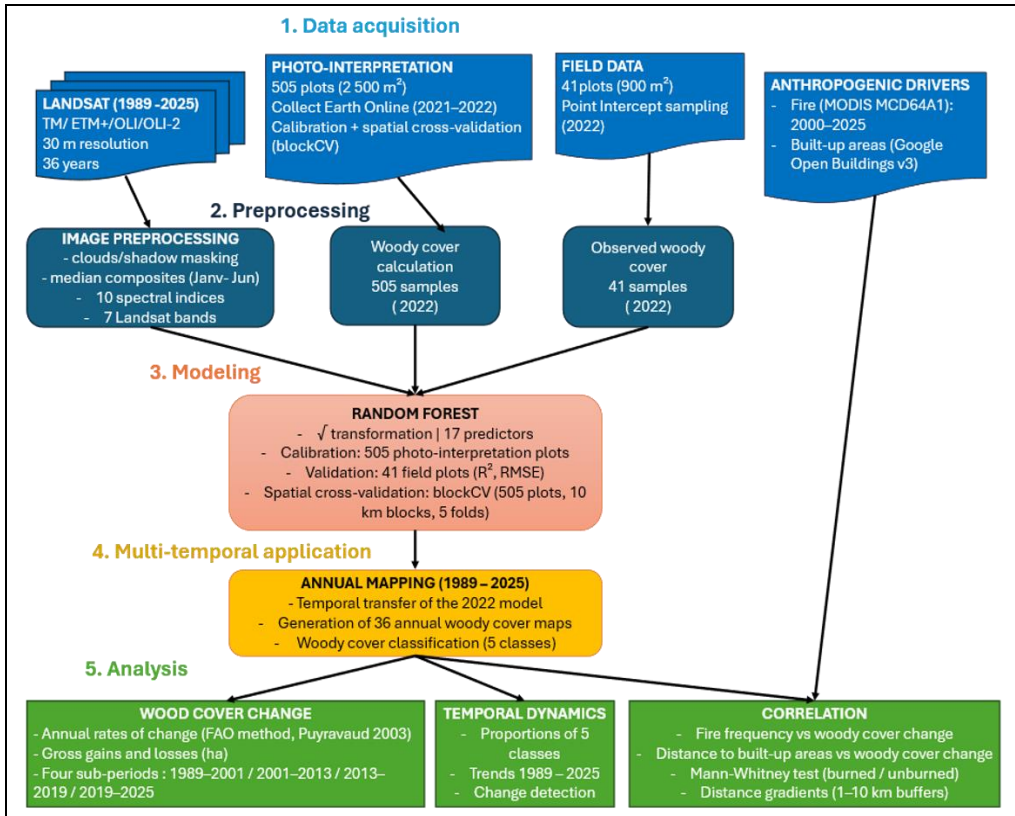 1. Data acquisition
LANDSAT (1989 -2025)
TM/ ETM+/OLI/OLI-2
30 m resolution
36 years
PHOTO-INTERPRETATION
505 plots (2 500 m²)
Collect Earth Online (2021–2022)
Calibration + spatial cross-validation
(blockCV)
FIELD DATA
41plots (900 m²)
Point Intercept sampling
(2022)
ANTHROPOGENIC DRIVERS
- Fire (MODIS MCD64A1):
2000–2025
- Built-up areas (Google
Open Buildings v3)
2. Preprocessing
IMAGE PREPROCESSING
- clouds/shadow masking
- median composites (Janv- Jun)
- 10 spectral indices
- 7 Landsat bands
Woody cover
calculation
505 samples
( 2022)
Observed woody
cover
41 samples
( 2022)
3. Modeling
RANDOM FOREST
- √ transformation | 17 predictors
- Calibration: 505 photo-interpretation plots
- Validation: 41 field plots (R², RMSE)
- Spatial cross-validation: blockCV (505 plots, 10
km blocks, 5 folds)
4. Multi-temporal application
ANNUAL MAPPING (1989 – 2025)
- Temporal transfer of the 2022 model
- Generation of 36 annual woody cover maps
- Woody cover classification (5 classes)
5. Analysis
WOOD COVER CHANGE
- Annual rates of change (FAO method, Puyravaud 2003)
- Gross gains and losses (ha)
- Four sub-periods : 1989–2001 / 2001–2013 / 2013–
2019 / 2019–2025
TEMPORAL DYNAMICS
- Proportions of 5
classes
- Trends 1989 – 2025
- Change detection
CORRELATION
- Fire frequency vs woody cover change
- Distance to built-up areas vs woody cover change
- Mann-Whitney test (burned / unburned)
- Distance gradients (1–10 km buffers)